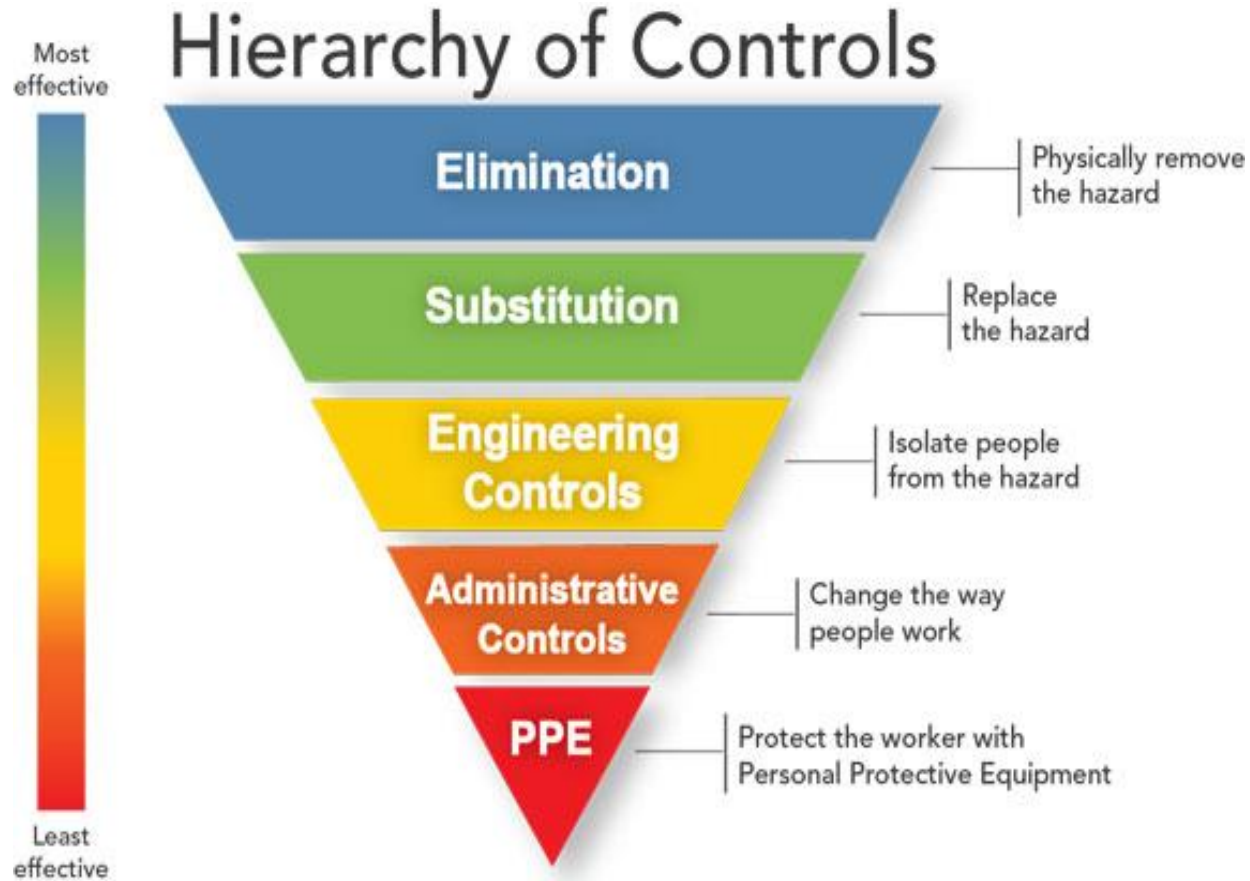 Hierarchy of Controls
Most
effective
Elimination
Physically remove
the hazard
Substitution
Replace
the hazard
Engineering
Controls
Isolate people
from the hazard
Administrative
Controls
Change the way
people work
PPE
Protect the worker with
Personal Protective Equipment
Least
effective